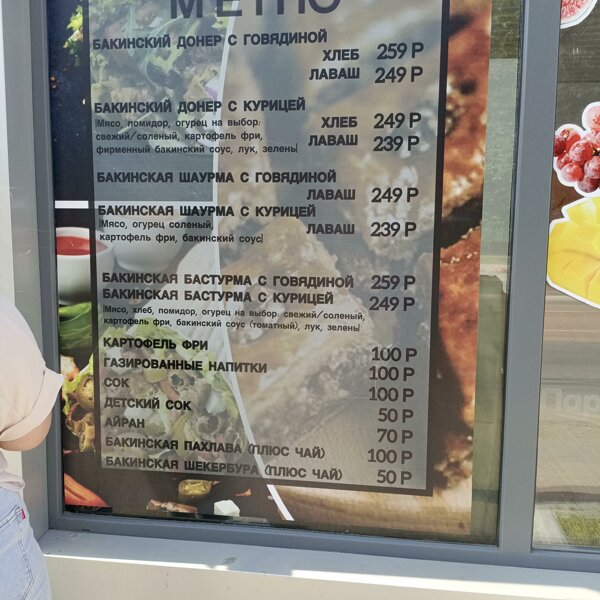 МЕНЮ
БАКИНСКИЙ ДОНЕР С ГОВЯДИНОЙ
ХЛЕБ 259 Р
ЛАВАШ 249 Р
БАКИНСКИЙ ДОНЕР С КУРИЦЕЙ
(Мясо, помидор, огурец на выбор:
свежий/соленый, картофель фри,
фирменный бакинский соус, лук, зелень)
ХЛЕБ 249 Р
ЛАВАШ 239 Р
БАКИНСКАЯ ШАУРМА С ГОВЯДИНОЙ
ЛАВАШ 249 Р
БАКИНСКАЯ ШАУРМА С КУРИЦЕЙ
(Мясо, огурец соленый,
картофель фри, бакинский соус)
ЛАВАШ 239 Р
БАКИНСКАЯ БАСТУРМА С ГОВЯДИНОЙ 259 Р
БАКИНСКАЯ БАСТУРМА С КУРИЦЕЙ 249 Р
(Мясо, хлеб, помидор, огурец на выбор: свежий/соленый,
картофель фри, бакинский соус (томатный), лук, зелень)
КАРТОФЕЛЬ ФРИ 100 Р
ГАЗИРОВАННЫЕ НАПИТКИ 100 Р
СОК 100 Р
ДЕТСКИЙ СОК 50 Р
АЙРАН 70 Р
БАКИНСКАЯ ПАХЛАВА (ПЛЮС ЧАЙ) 100 Р
БАКИНСКАЯ ШЕКЕРБУРА (ПЛЮС ЧАЙ) 50 Р